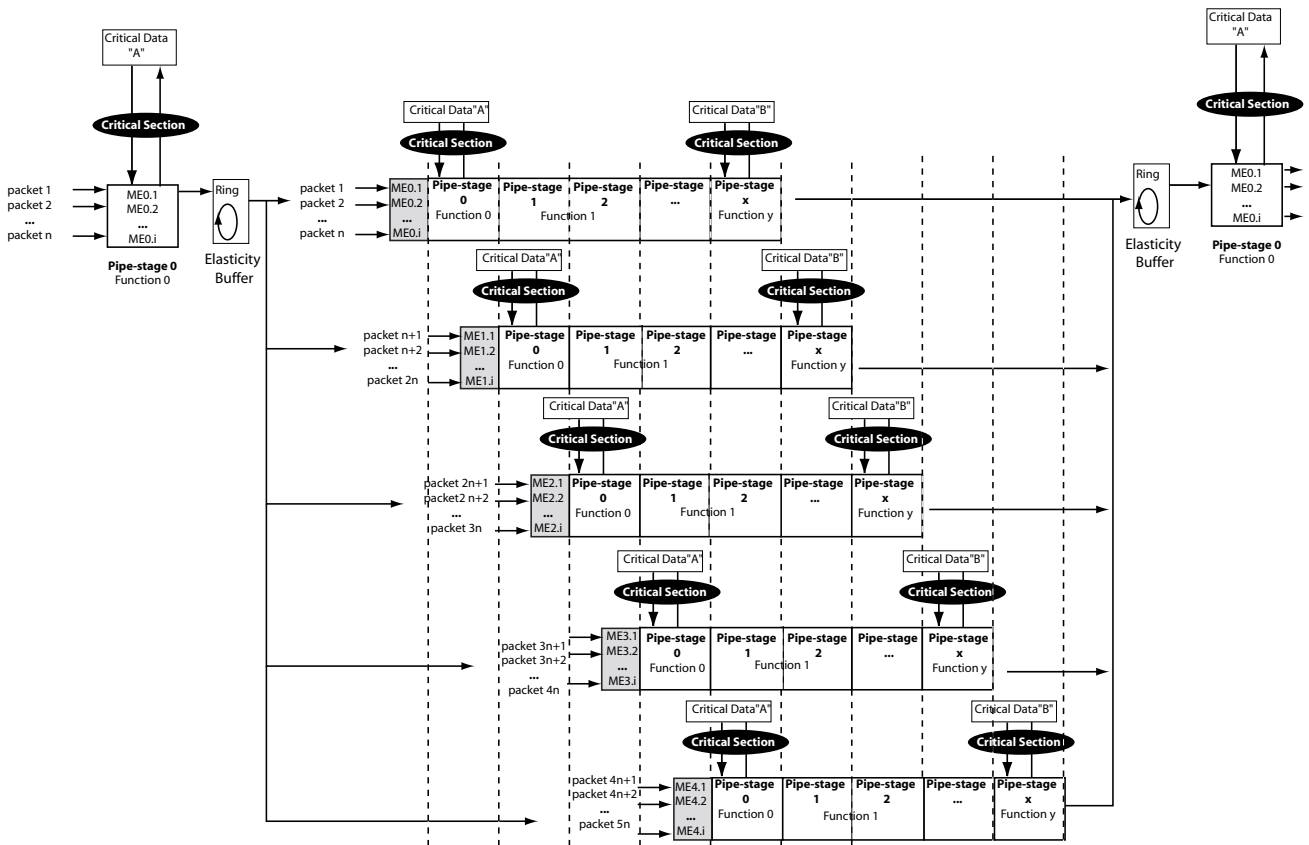 Critical Data
"A"
Critical Section
packet 1
packet 2
...
packet n
ME0.1
ME0.2
...
ME0.i
Pipe-stage 0
Function 0
Ring
Elasticity
Buffer
Critical Data"A"
Critical Section
Critical Data"B"
Critical Section
packet 1
packet 2
...
packet n
ME0.1
ME0.2
...
ME0.i
Pipe-stage Pipe-stage Pipe-stage Pipe-stage Pipe-stage
0 1 2 ... x
Function 0 Function 1 Function y
Critical Data"A"
Critical Section
Critical Data"B"
Critical Section
packet n+1
packet n+2
...
packet 2n
ME1.1
ME1.2
...
ME1.i
Pipe-stage Pipe-stage Pipe-stage Pipe-stage Pipe-stage
0 1 2 ... x
Function 0 Function 1 Function y
Critical Data"A"
Critical Section
Critical Data"B"
Critical Section
packet 2n+1
packet2 n+2
...
packet 3n
ME2.1
ME2.2
...
ME2.i
Pipe-stage Pipe-stage Pipe-stage Pipe-stage Pipe-stage
0 1 2 ... x
Function 0 Function 1 Function y
Critical Data"A"
Critical Section
Critical Data"B"
Critical Section
packet 3n+1
packet 3n+2
...
packet 4n
ME3.1
ME3.2
...
ME3.i
Pipe-stage Pipe-stage Pipe-stage Pipe-stage Pipe-stage
0 1 2 ... x
Function 0 Function 1 Function y
Critical Data"A"
Critical Section
Critical Data"B"
Critical Section
packet 4n+1
packet 4n+2
...
packet 5n
ME4.1
ME4.2
...
ME4.i
Pipe-stage Pipe-stage Pipe-stage Pipe-stage Pipe-stage
0 1 2 ... x
Function 0 Function 1 Function y
Ring
Elasticity
Buffer
Critical Data
"A"
Critical Section
ME0.1
ME0.2
...
ME0.i
Pipe-stage 0
Function 0